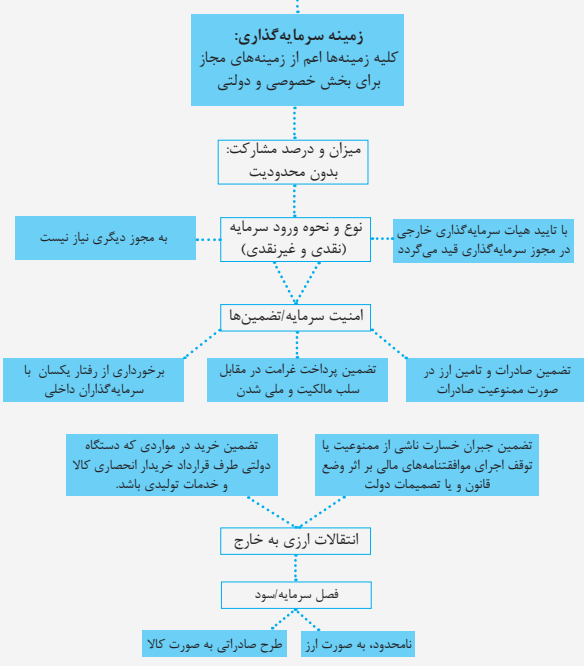 زمینه سرمایه‌گذاری:
کلیه زمینه‌ها اعم از زمینه‌های مجاز
برای بخش خصوصی و دولتی
میزان و درصد مشارکت:
بدون محدودیت
نوع و نحوه ورود سرمایه
(نقدی و غیرنقدی)
با تایید هیات سرمایه‌گذاری خارجی
در مجوز سرمایه‌گذاری قید می‌گردد
به مجوز دیگری نیاز نیست
امنیت سرمایه/تضمین‌ها
تضمین صادرات و تامین ارز در
صورت ممنوعیت صادرات
تضمین پرداخت غرامت در مقابل
سلب مالکیت و ملی شدن
برخورداری از رفتار یکسان با
سرمایه‌گذاران داخلی
تضمین جبران خسارت ناشی از ممنوعیت یا
توقف اجرای موافقتنامه‌های مالی بر اثر وضع
قانون و یا تصمیمات دولت
تضمین خرید در مواردی که دستگاه
دولتی طرف قرارداد خریدار انحصاری کالا
و خدمات تولیدی باشد.
انتقالات ارزی به خارج
فصل سرمایه/سود
نامحدود، به صورت ارز
طرح صادراتی به صورت کالا